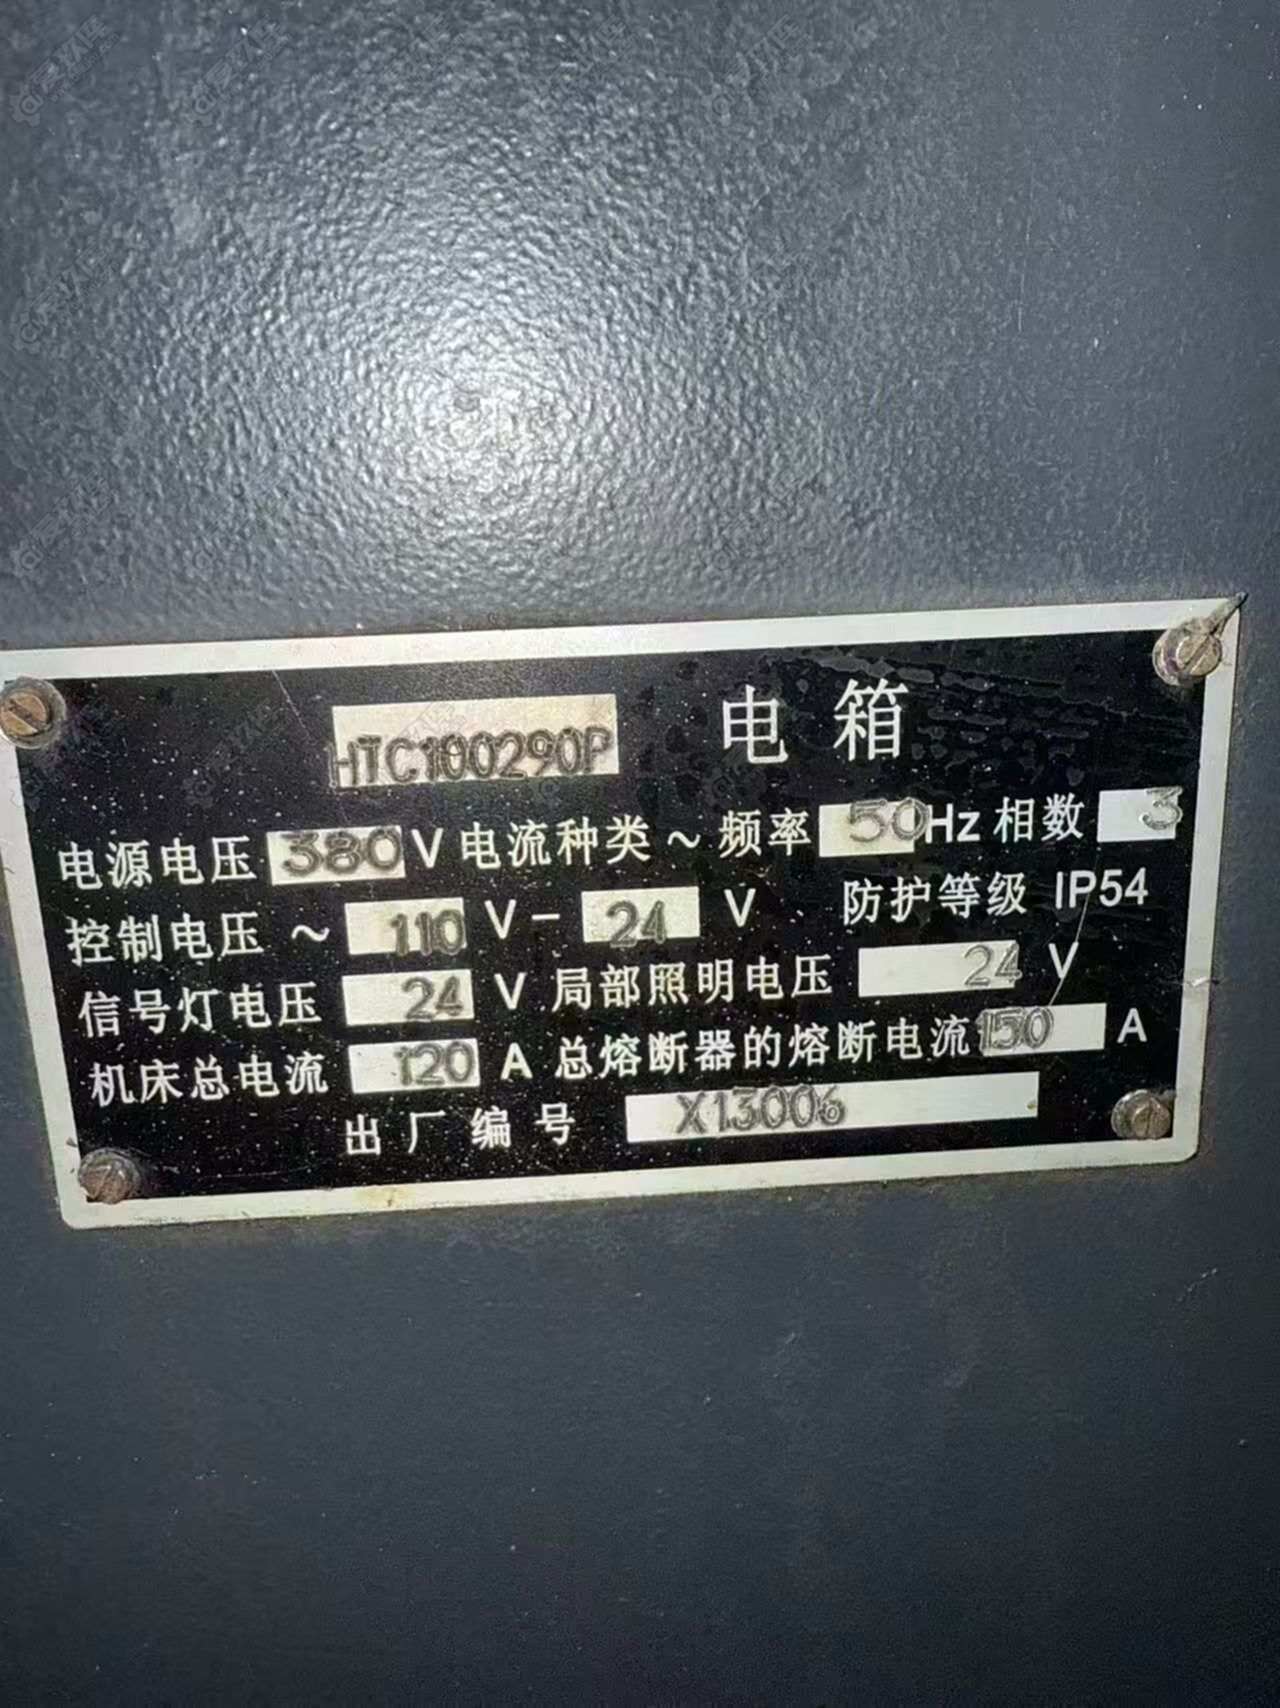 HTC100290P 电箱
电源电压 380 V 电流种类 ~ 频率 50 Hz 相数 3
控制电压 ~ 110 V - 24 V 防护等级 IP54
信号灯电压 24 V 局部照明电压 24 V
机床总电流 120 A 总熔断器的熔断电流 150 A
出厂编号 X13006